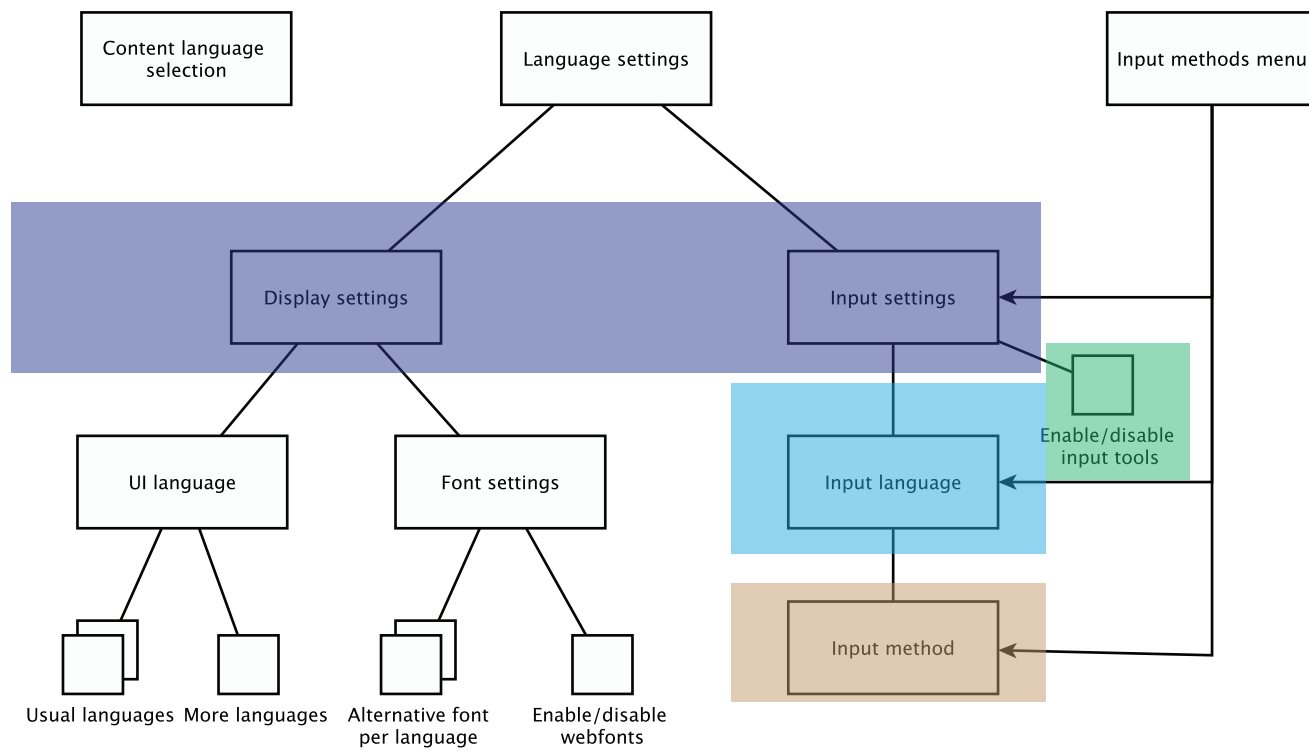 Content language
selection
Language settings
Input methods menu
Display settings
Input settings
Enable/disable
input tools
UI language
Font settings
Input language
Input method
Usual languages
More languages
Alternative font
per language
Enable/disable
webfonts